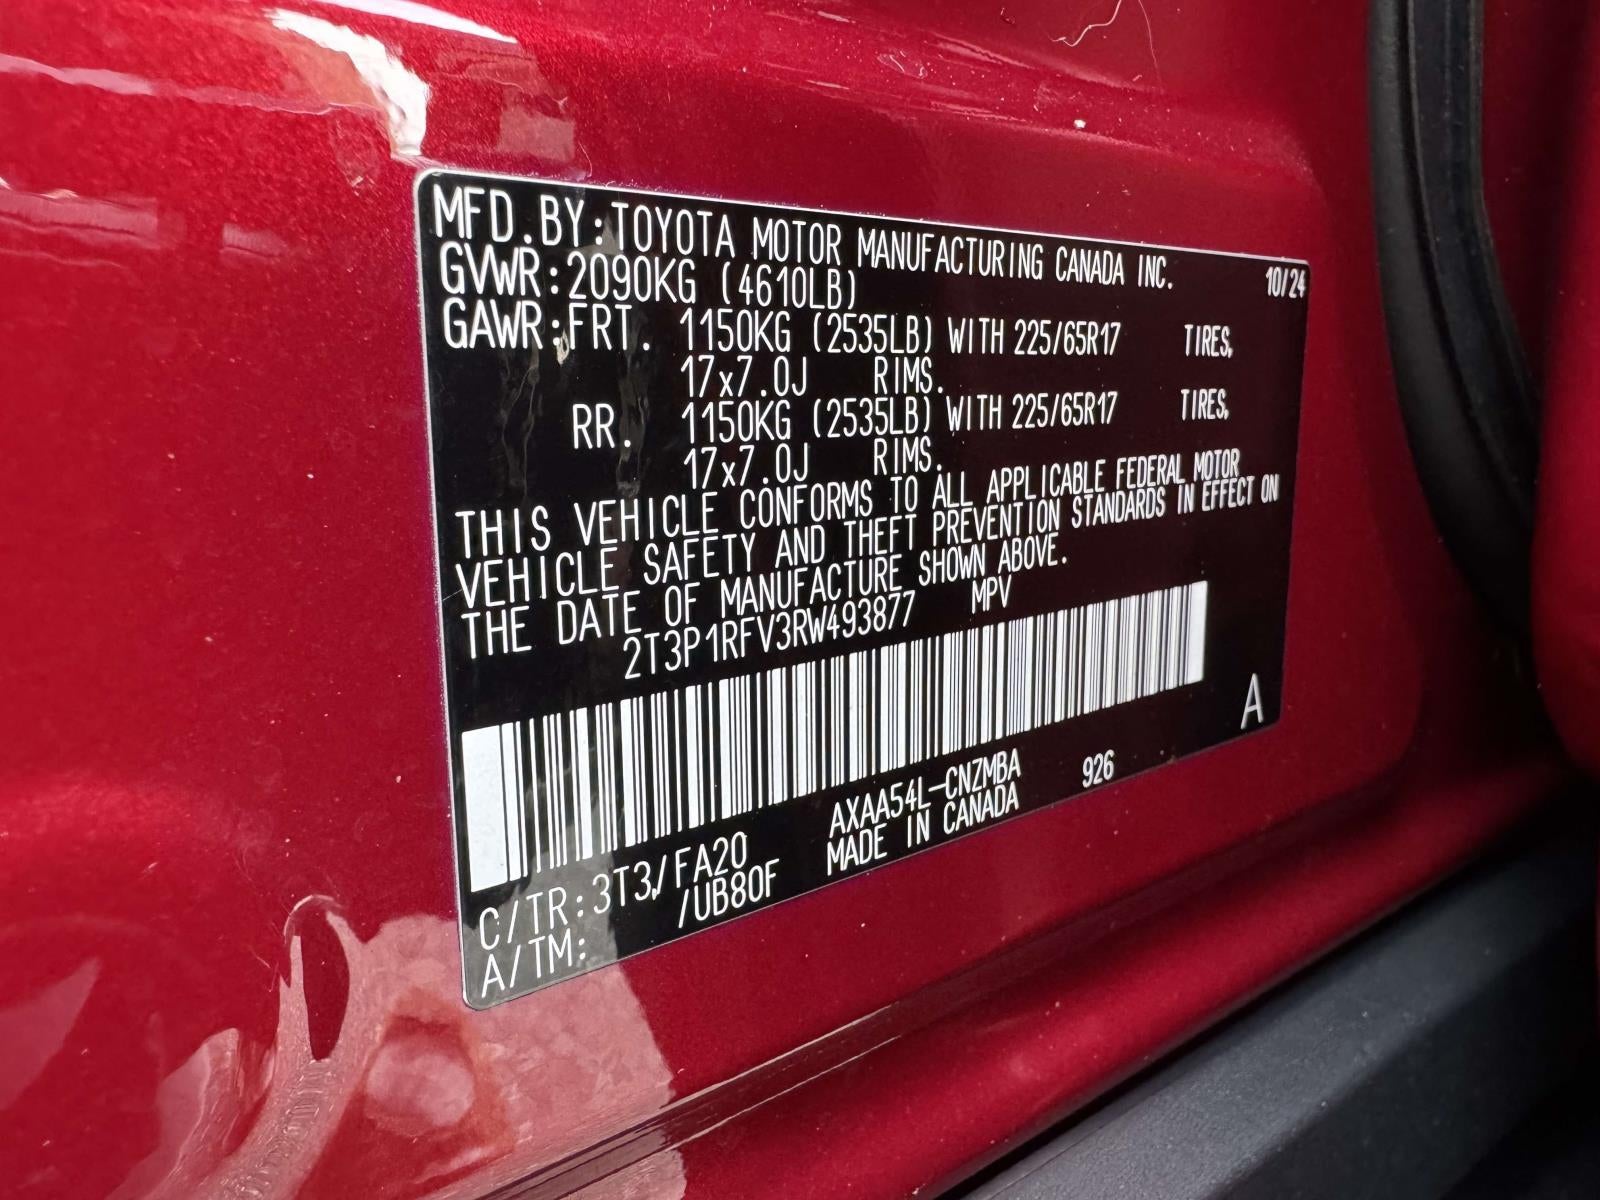 MFD. BY: TOYOTA MOTOR MANUFACTURING CANADA INC. 10/24
GVWR: 2090KG (4610LB)
GAWR: FRT. 1150KG (2535LB) WITH 225/65R17 TIRES,
17x7.0J RIMS.
RR. 1150KG (2535LB) WITH 225/65R17 TIRES,
17x7.0J RIMS.
THIS VEHICLE CONFORMS TO ALL APPLICABLE FEDERAL MOTOR
VEHICLE SAFETY AND THEFT PREVENTION STANDARDS IN EFFECT ON
THE DATE OF MANUFACTURE SHOWN ABOVE.
2T3P1RFV3RW493877 MPV
A
C/TR: 3T3,/FA20 AXAA54L-CNZMBA 926
A/TM: /UB80F MADE IN CANADA